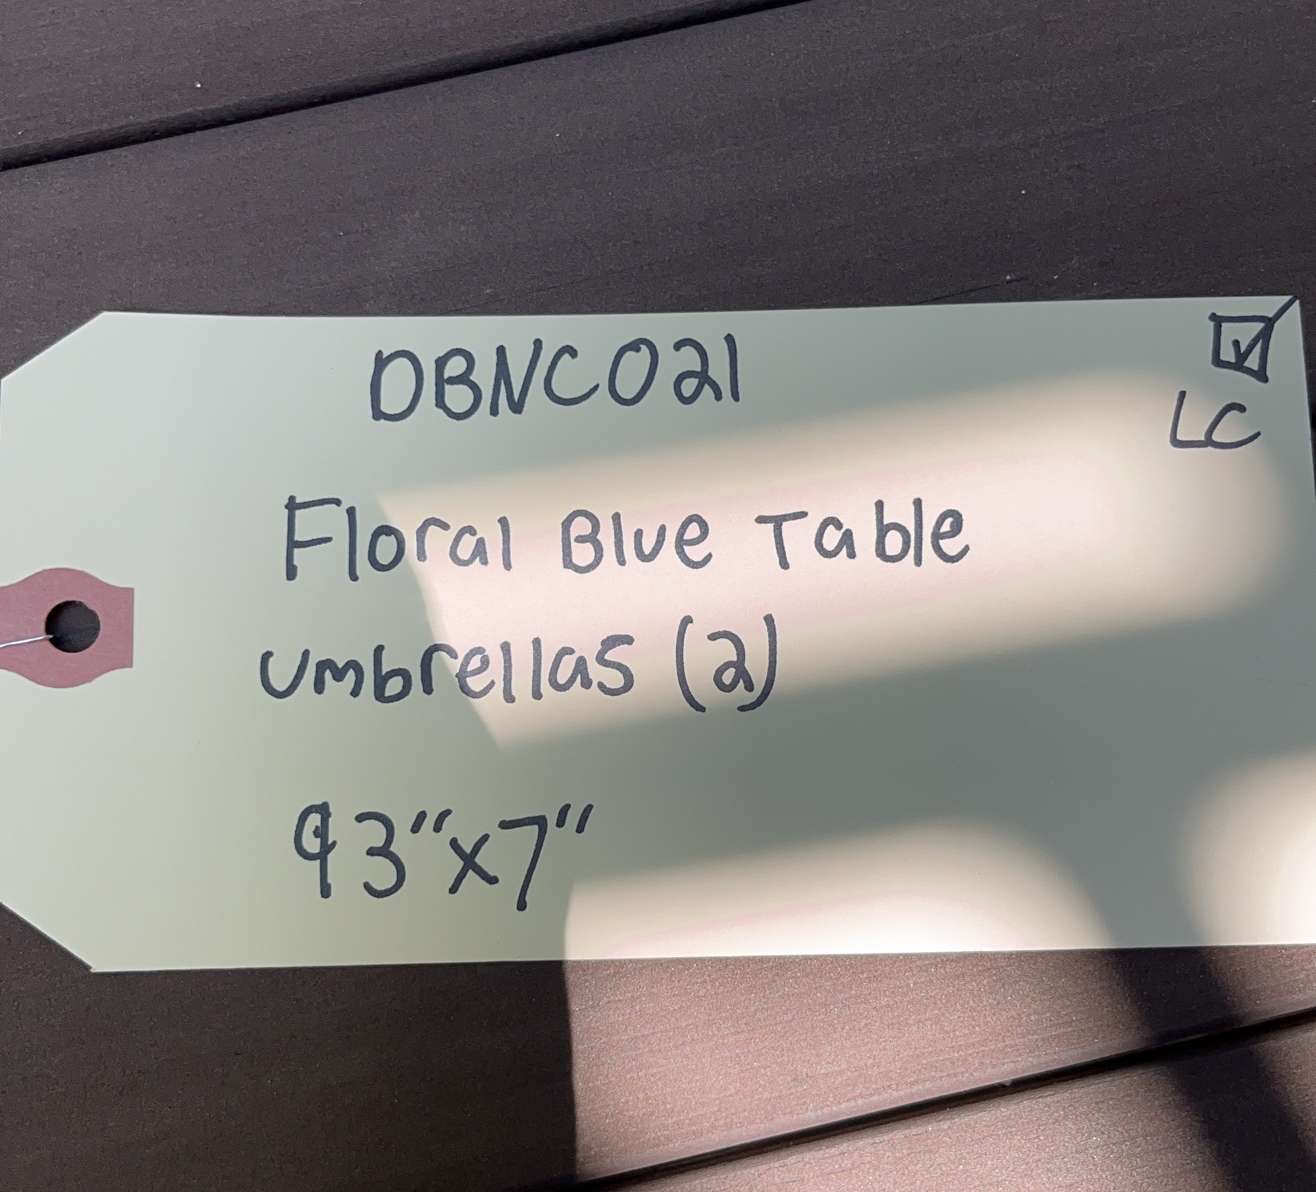 DBNC021
☑
LC
Floral Blue Table
umbrellas (2)
93"x7"